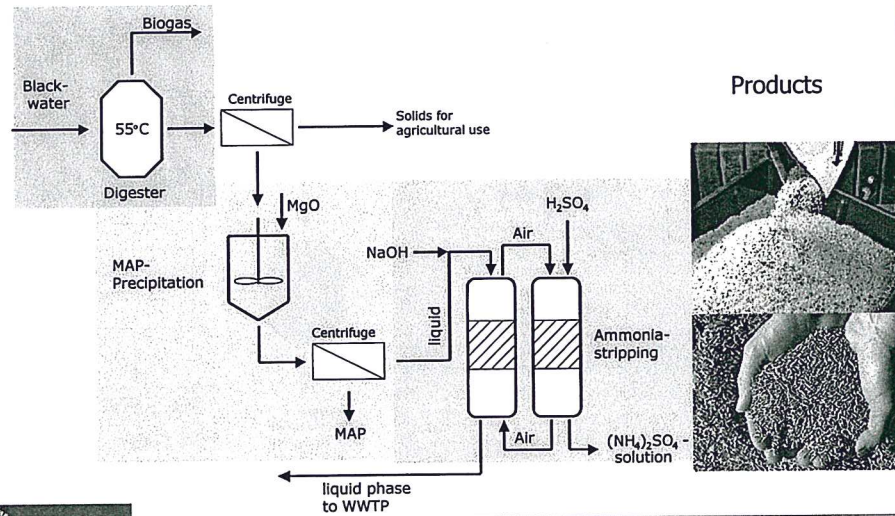 Biogas
Black-
water
55°C
Digester
Centrifuge
Solids for
agricultural use
Products
MgO
MAP-
Precipitation
Centrifuge
MAP
liquid
NaOH
Air
H₂SO₄
Ammonia-
stripping
Air
(NH₄)₂SO₄ -
solution
liquid phase
to WWTP